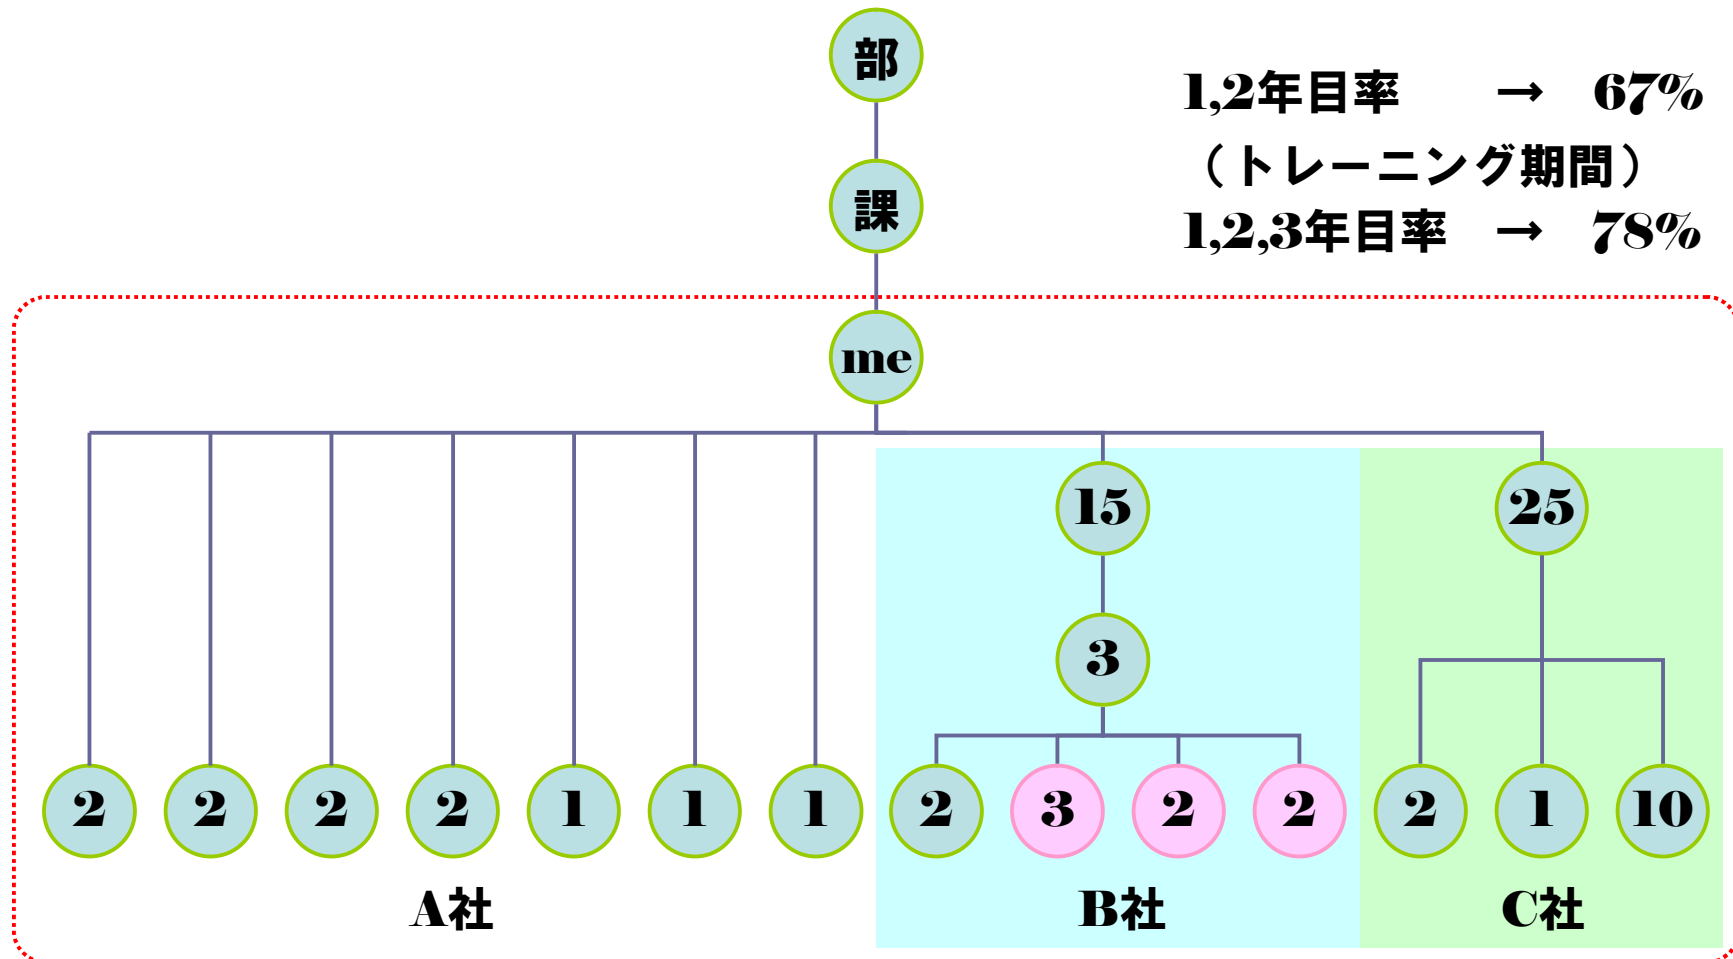 部
1,2年目率　→　67%
課
（トレーニング期間）
1,2,3年目率　→　78%
me
15
25
3
2 2 2 2 1 1 1 2 3 2 2 2 1 10
A社 B社 C社